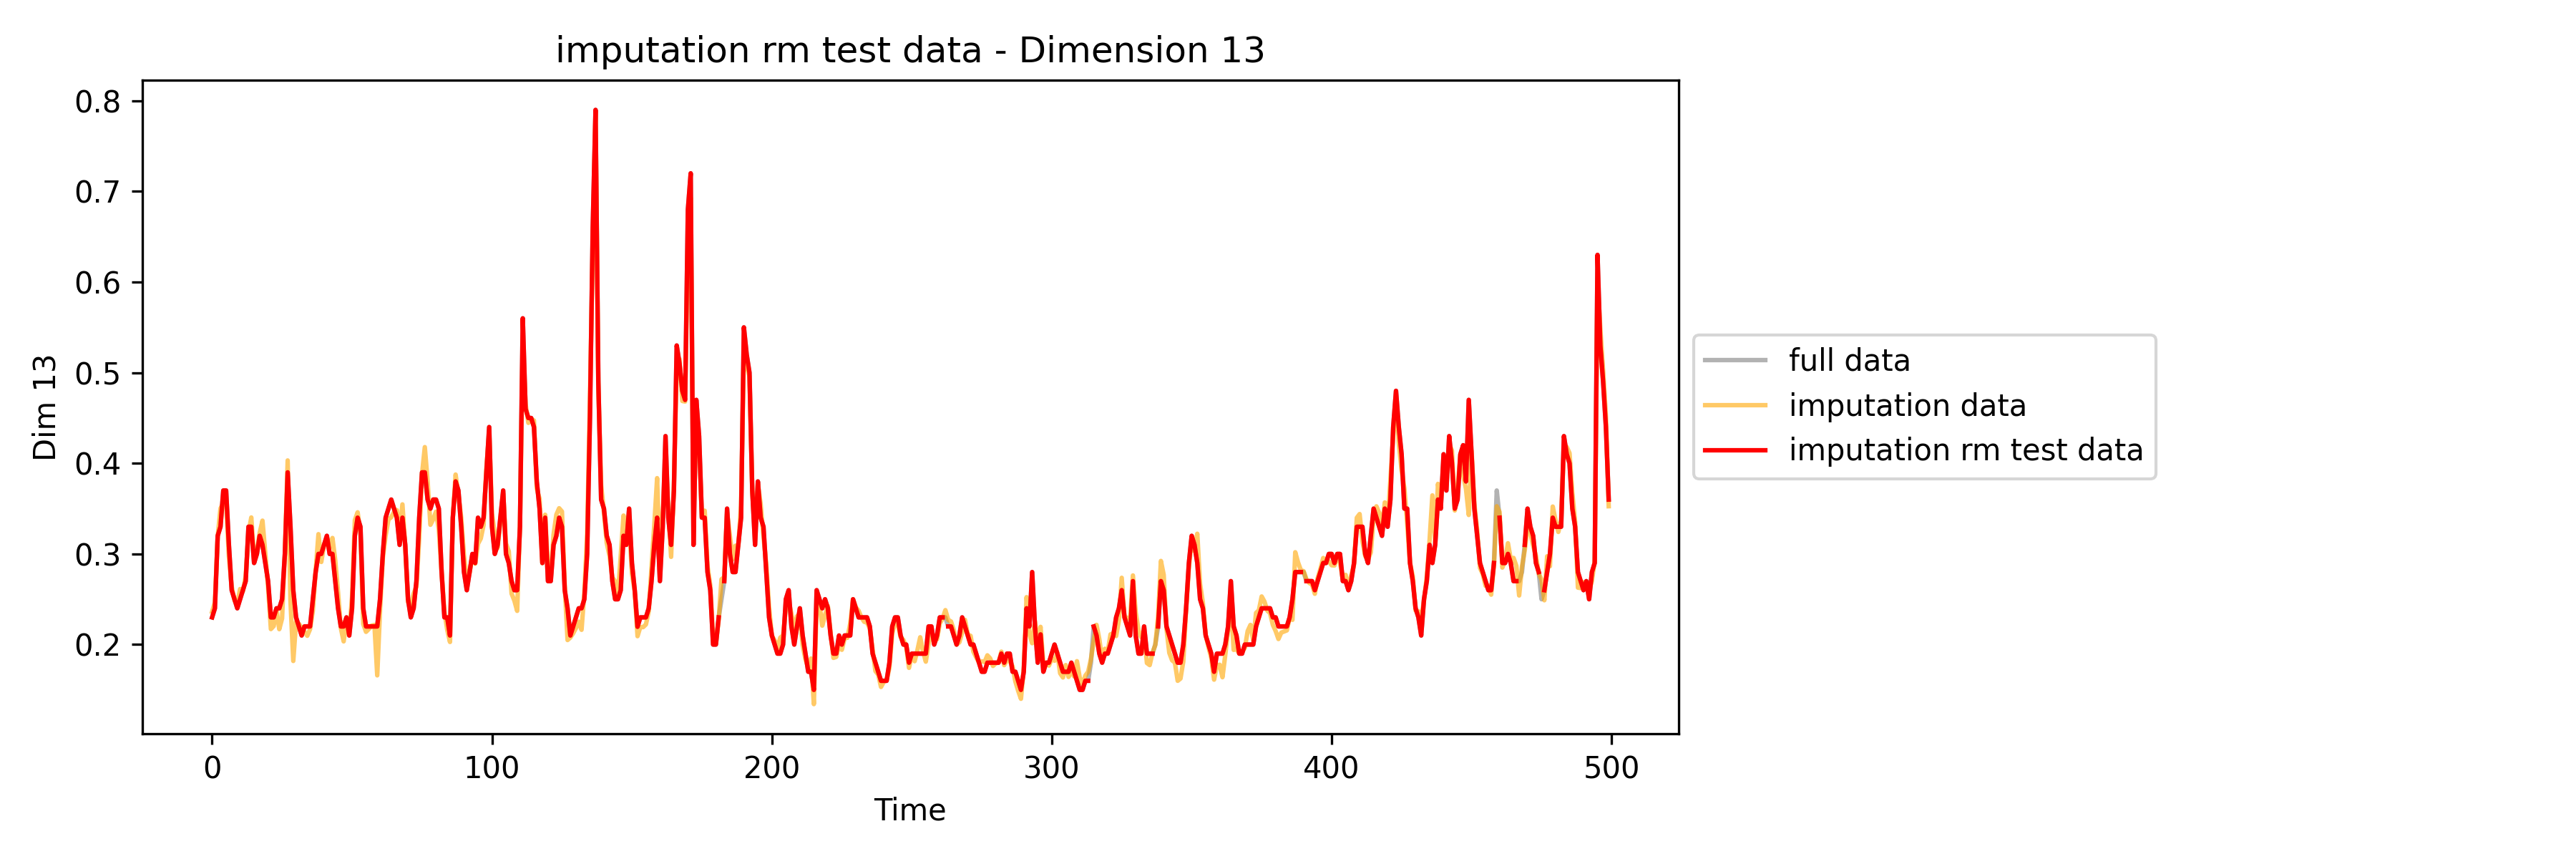 imputation rm test data - Dimension 13
0.8
0.7
0.6
0.5
0.4
0.3
0.2
Dim 13
0 100 200 300 400 500
Time
full data
imputation data
imputation rm test data